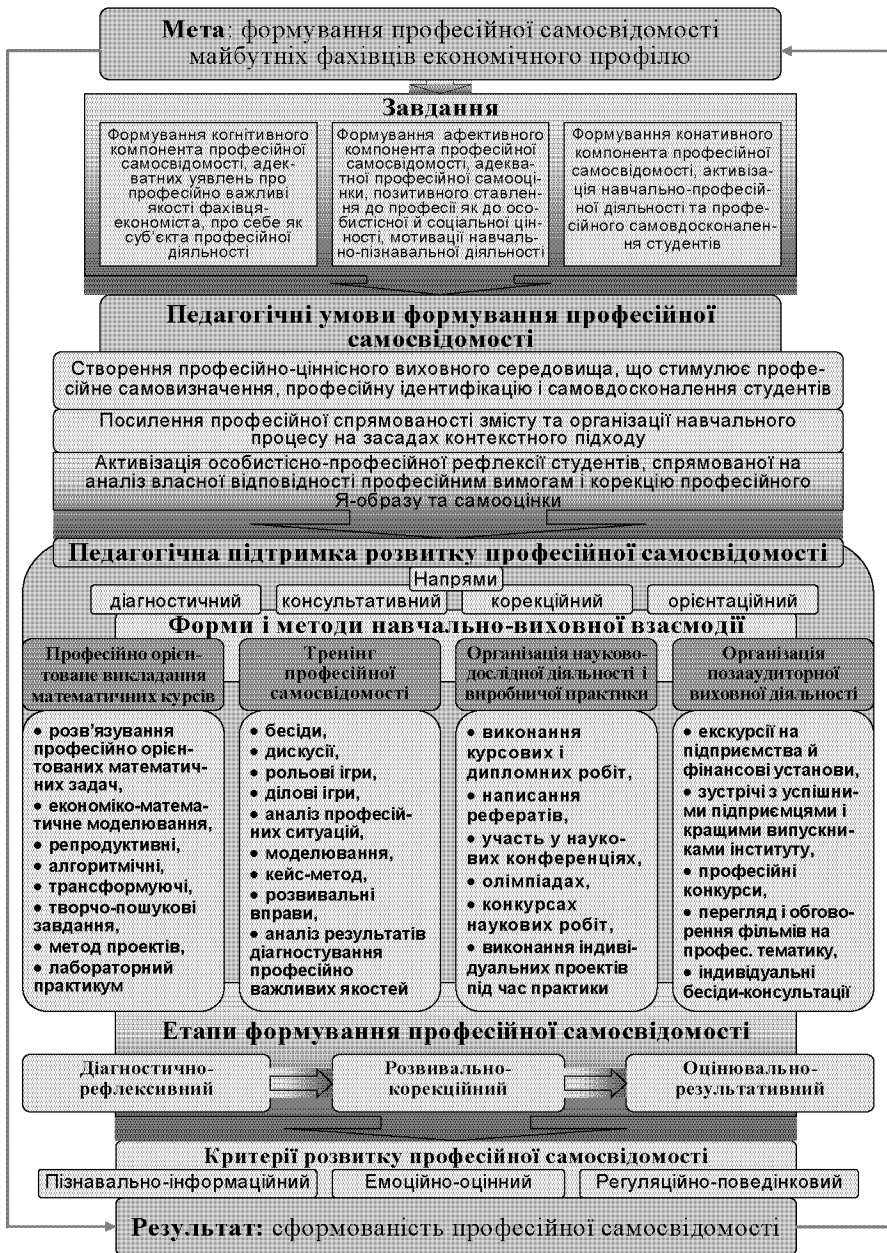 Мета: формування професійної самосвідомості
майбутніх фахівців економічного профілю
Завдання
Формування когнітивного
компонента професійної
самосвідомості, адек-
ватних уявлень про
професійно важливі
якості фахівця-
економіста, про себе як
суб'єкта професійної
діяльності
Формування афективного
компонента професійної
самосвідомості, адеква-
тної професійної самооці-
нки, позитивного ставлен-
ня до професії як до осо-
бистісної й соціальної цін-
ності, мотивації навчаль-
но-пізнавальної діяльності
Формування конативного
компонента професійної
самосвідомості, активіза-
ція навчально-професій-
ної діяльності та профе-
сійного самовдосконален-
ня студентів
Педагогічні умови формування професійної
самосвідомості
Створення професійно-ціннісного виховного середовища, що стимулює профе-
сійне самовизначення, професійну ідентифікацію і самовдосконалення студентів
Посилення професійної спрямованості змісту та організації навчального
процесу на засадах контекстного підходу
Активізація особистісно-професійної рефлексії студентів, спрямованої на
аналіз власної відповідності професійним вимогам і корекцію професійного
Я-образу та самооцінки
Педагогічна підтримка розвитку професійної самосвідомості
Напрями
діагностичний
консультативний
корекційний
орієнтаційний
Форми і методи навчально-виховної взаємодії
Професійно орієн-
товане викладання
математичних курсів
Тренінг
професійної
самосвідомості
Організація науково-
дослідної діяльності і
виробничої практики
Організація
позааудиторної
виховної діяльності
• розв'язування
професійно орієн-
тованих математич-
них задач,
• економіко-матема-
тичне моделювання,
• репродуктивні,
• алгоритмічні,
• трансформуючі,
• творчо-пошукові
завдання,
• метод проектів,
• лабораторний
практикум
• бесіди,
• дискусії,
• рольові ігри,
• ділові ігри,
• аналіз професій-
них ситуацій,
• моделювання,
• кейс-метод,
• розвивальні
вправи,
• аналіз результатів
діагностування
професійно
важливих якостей
• виконання
курсових і
дипломних робіт,
• написання
рефератів,
• участь у науко-
вих конференціях,
• олімпіадах,
• конкурсах
наукових робіт,
• виконання індиві-
дуальних проектів
під час практики
• екскурсії на
підприємства й
фінансові установи,
• зустрічі з успішни-
ми підприємцями і
кращими випускни-
ками інституту,
• професійні
конкурси,
• перегляд і обгово-
рення фільмів на
профес. тематику,
• індивідуальні
бесіди-консультації
Етапи формування професійної самосвідомості
Діагностично-
рефлексивний
Розвивально-
корекційний
Оцінювально-
результативний
Критерії розвитку професійної самосвідомості
Пізнавально-інформаційний
Емоційно-оцінний
Регуляційно-поведінковий
Результат: сформованість професійної самосвідомості